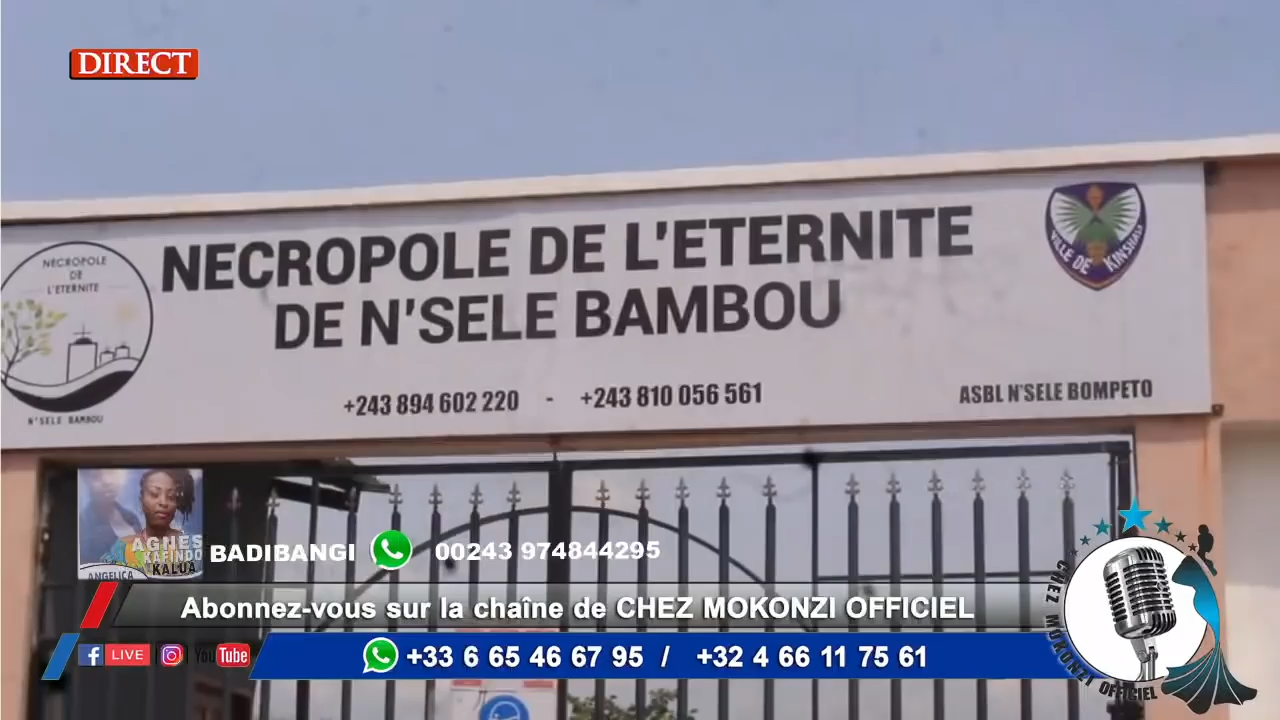 DIRECT
NECROPOLE DE L'ETERNITE
DE N'SELE BAMBOU
+243 894 602 220 - +243 810 056 561
ASBL N'SELE BOMPETO
NECROPOLE
DE
L'ETERNITE
N'SELE BAMBOU
VILLE DE KINSHASA
AGNES
KAFINDO
KALUA
ANGELICA
BADIBANGI 00243 974844295
Abonnez-vous sur la chaîne de CHEZ MOKONZI OFFICIEL
f LIVE YouTube
+33 6 65 46 67 95 / +32 4 66 11 75 61
CHEZ MOKONZI OFFICIEL